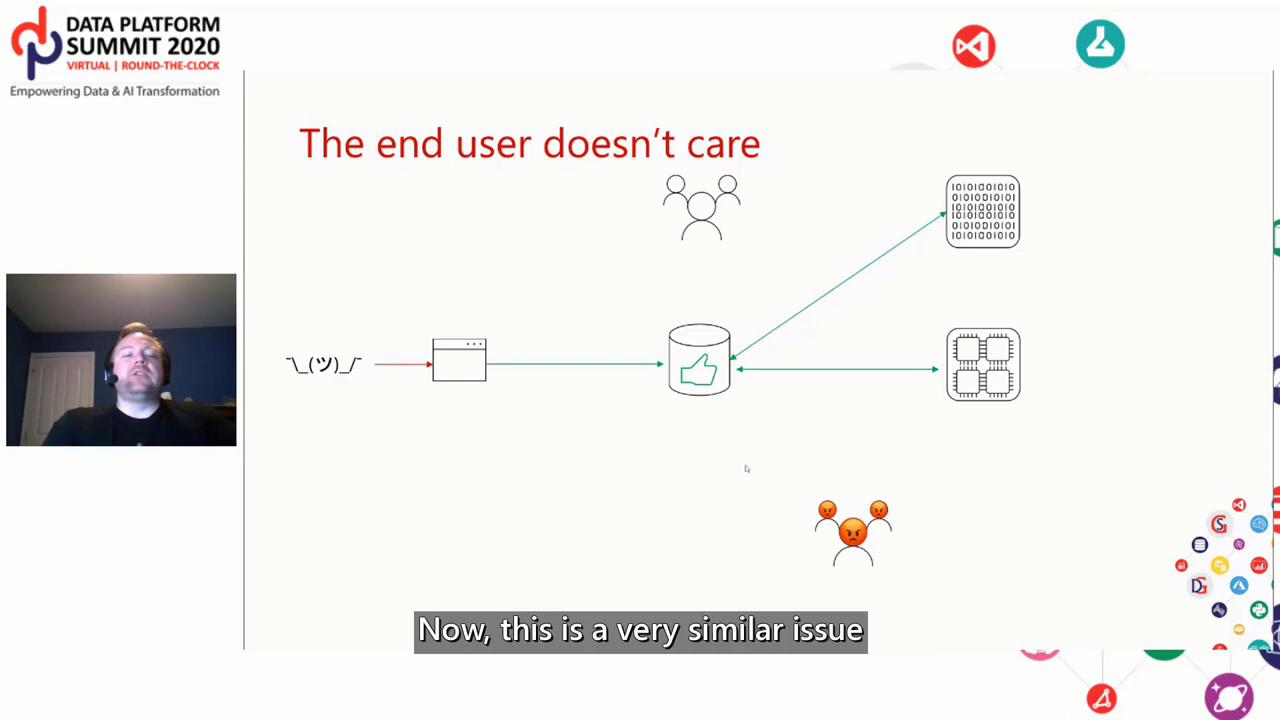 DATA PLATFORM
SUMMIT 2020
VIRTUAL | ROUND-THE-CLOCK
Empowering Data & AI Transformation
The end user doesn't care
¯\_(ツ)_/¯
Now, this is a very similar issue